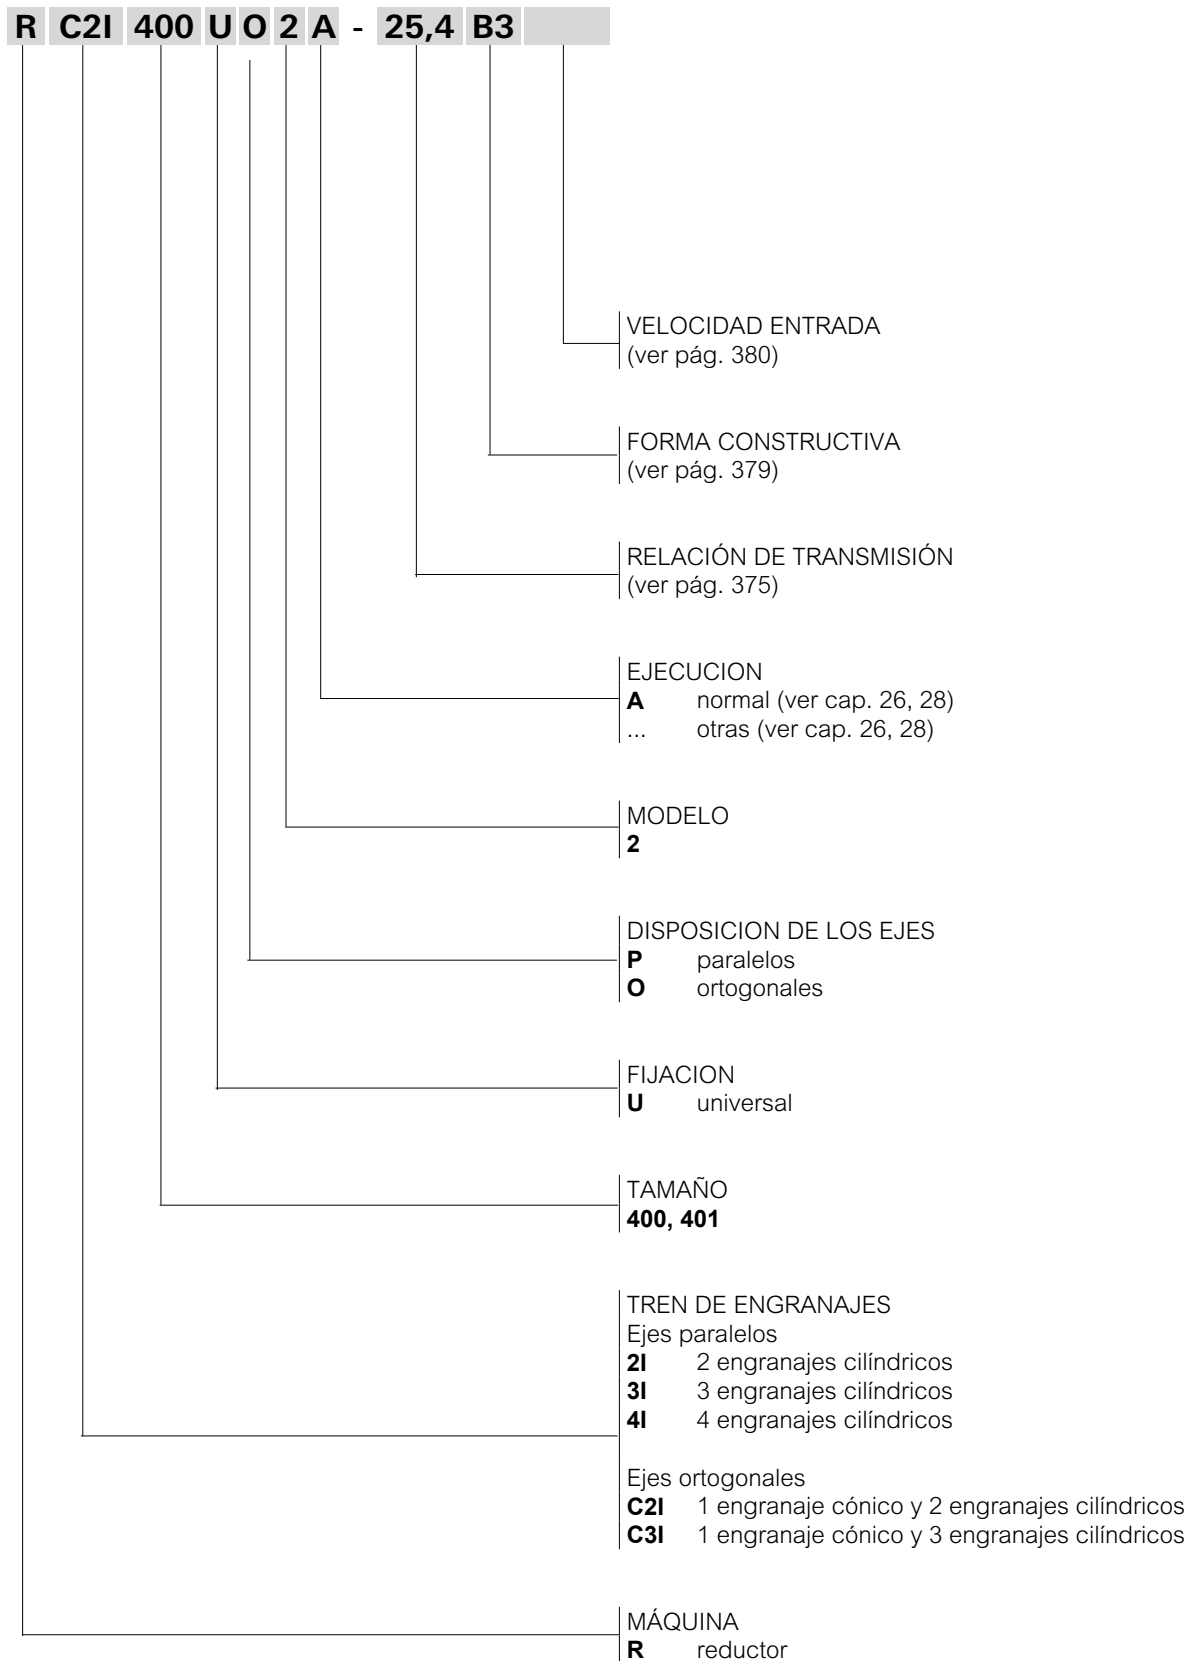 R C2I 400 U O 2 A - 25,4 B3
VELOCIDAD ENTRADA
(ver pág. 380)
FORMA CONSTRUCTIVA
(ver pág. 379)
RELACIÓN DE TRANSMISIÓN
(ver pág. 375)
EJECUCION
A normal (ver cap. 26, 28)
... otras (ver cap. 26, 28)
MODELO
2
DISPOSICION DE LOS EJES
P paralelos
O ortogonales
FIJACION
U universal
TAMAÑO
400, 401
TREN DE ENGRANAJES
Ejes paralelos
2I 2 engranajes cilíndricos
3I 3 engranajes cilíndricos
4I 4 engranajes cilíndricos
Ejes ortogonales
C2I 1 engranaje cónico y 2 engranajes cilíndricos
C3I 1 engranaje cónico y 3 engranajes cilíndricos
MÁQUINA
R reductor